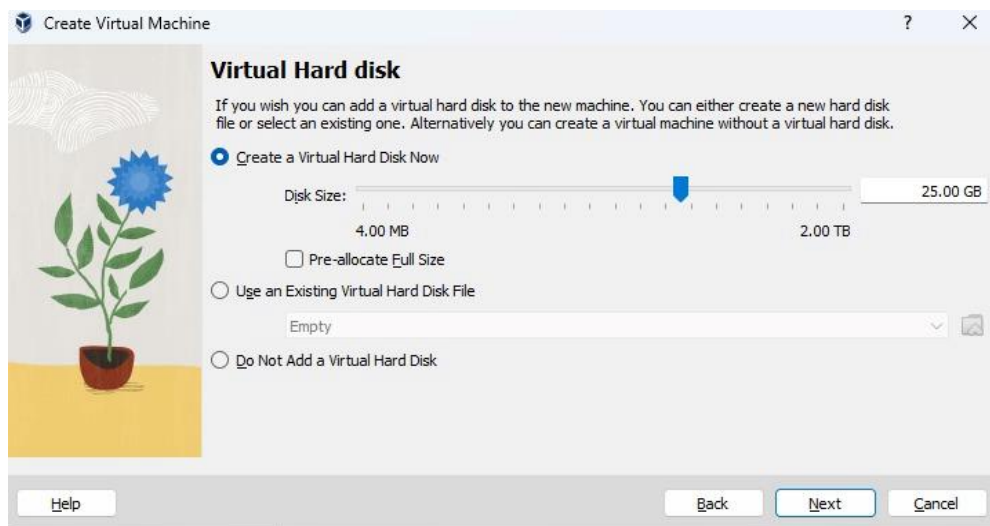 Create Virtual Machine
?
Virtual Hard disk
If you wish you can add a virtual hard disk to the new machine. You can either create a new hard disk
file or select an existing one. Alternatively you can create a virtual machine without a virtual hard disk.
Create a Virtual Hard Disk Now
Disk Size:
25.00 GB
4.00 MB
2.00 TB
Pre-allocate Full Size
Use an Existing Virtual Hard Disk File
Empty
Do Not Add a Virtual Hard Disk
Help
Back
Next
Cancel